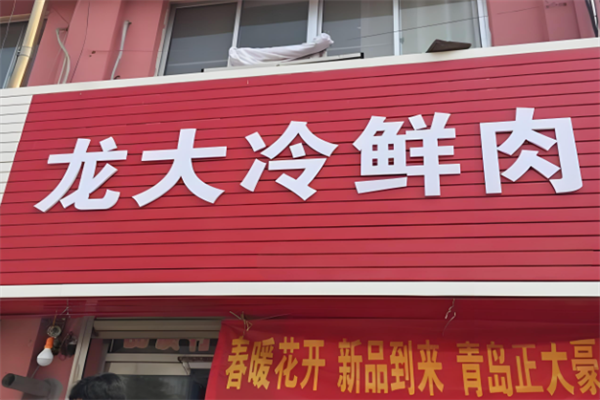 龙大冷鲜肉
春暖花开 新品到来 青岛正大豪